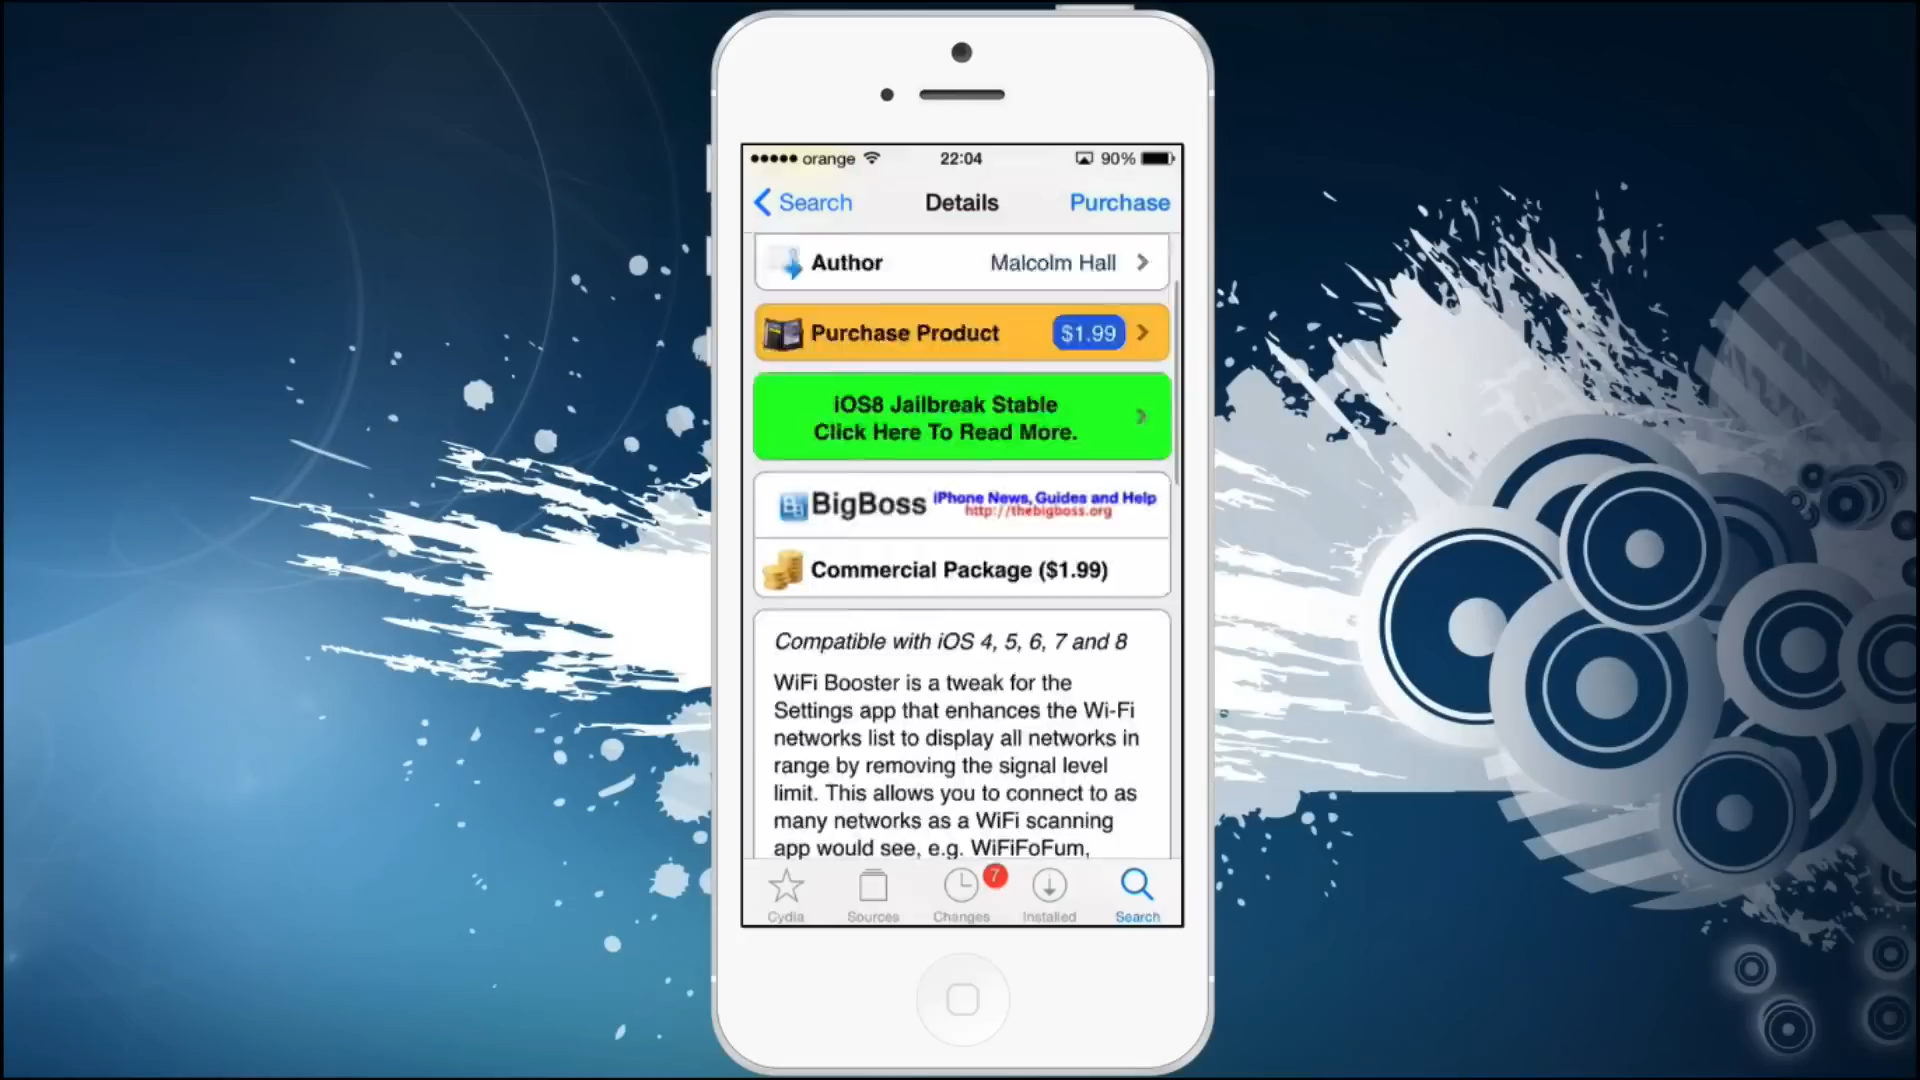 orange 22:04 90%
Search Details Purchase
Author Malcolm Hall
Purchase Product $1.99
iOS8 Jailbreak Stable
Click Here To Read More.
BigBoss iPhone News, Guides and Help
http://thebigboss.org
Commercial Package ($1.99)
Compatible with iOS 4, 5, 6, 7 and 8
WiFi Booster is a tweak for the
Settings app that enhances the Wi-Fi
networks list to display all networks in
range by removing the signal level
limit. This allows you to connect to as
many networks as a WiFi scanning
app would see, e.g. WiFiFoFum,
7
Cydia Sources Changes Installed Search